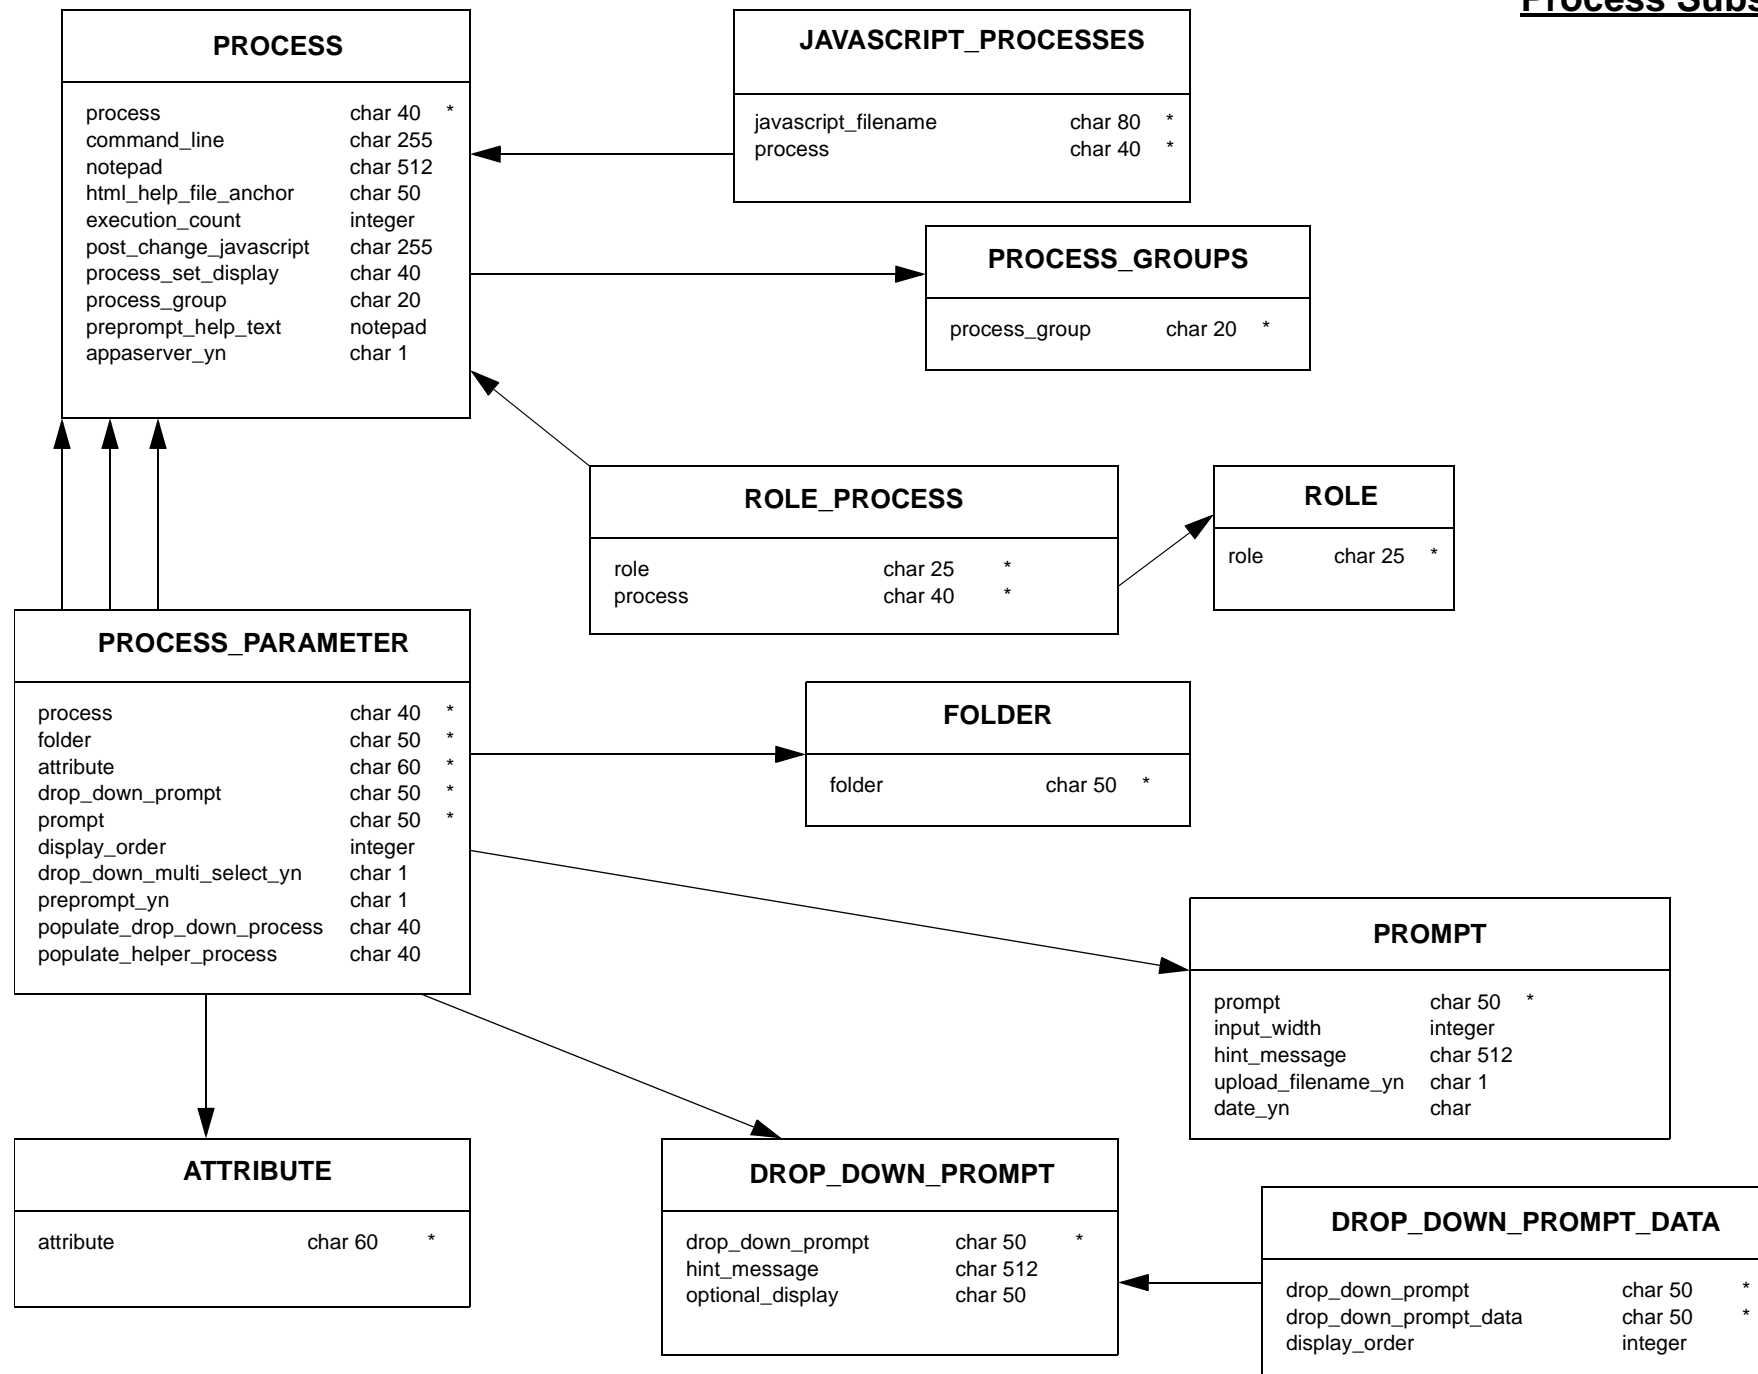 Process Subs
PROCESS
process char 40 *
command_line char 255
notepad char 512
html_help_file_anchor char 50
execution_count integer
post_change_javascript char 255
process_set_display char 40
process_group char 20
preprompt_help_text notepad
appaserver_yn char 1
JAVASCRIPT_PROCESSES
javascript_filename char 80 *
process char 40 *
PROCESS_GROUPS
process_group char 20 *
ROLE_PROCESS
role char 25 *
process char 40 *
ROLE
role char 25 *
PROCESS_PARAMETER
process char 40 *
folder char 50 *
attribute char 60 *
drop_down_prompt char 50 *
prompt char 50 *
display_order integer
drop_down_multi_select_yn char 1
preprompt_yn char 1
populate_drop_down_process char 40
populate_helper_process char 40
FOLDER
folder char 50 *
PROMPT
prompt char 50 *
input_width integer
hint_message char 512
upload_filename_yn char 1
date_yn char
ATTRIBUTE
attribute char 60 *
DROP_DOWN_PROMPT
drop_down_prompt char 50 *
hint_message char 512
optional_display char 50
DROP_DOWN_PROMPT_DATA
drop_down_prompt char 50 *
drop_down_prompt_data char 50 *
display_order integer